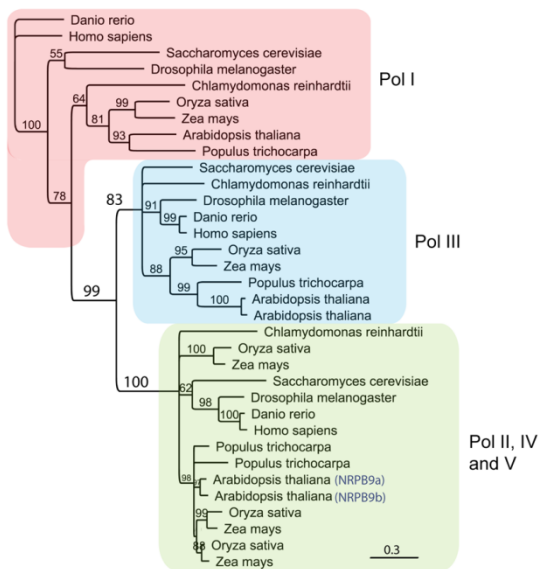 Danio rerio
Homo sapiens
55 Saccharomyces cerevisiae
Drosophila melanogaster
Pol I
64 Chlamydomonas reinhardtii
99 Oryza sativa
100 81 Zea mays
93 Arabidopsis thaliana
Populus trichocarpa
78 83 Saccharomyces cerevisiae
Chlamydomonas reinhardtii
91 Drosophila melanogaster
99 Danio rerio
Homo sapiens
Pol III
95 Oryza sativa
88 Zea mays
99 Populus trichocarpa
99 100 Arabidopsis thaliana
Arabidopsis thaliana
Chlamydomonas reinhardtii
100 Oryza sativa
Zea mays
100 62 Saccharomyces cerevisiae
98 Drosophila melanogaster
100 Danio rerio
Homo sapiens
Pol II, IV
and V
Populus trichocarpa
Populus trichocarpa
98 Arabidopsis thaliana (NRPB9a)
Arabidopsis thaliana (NRPB9b)
99 Oryza sativa
Zea mays
88 Oryza sativa
Zea mays
0.3